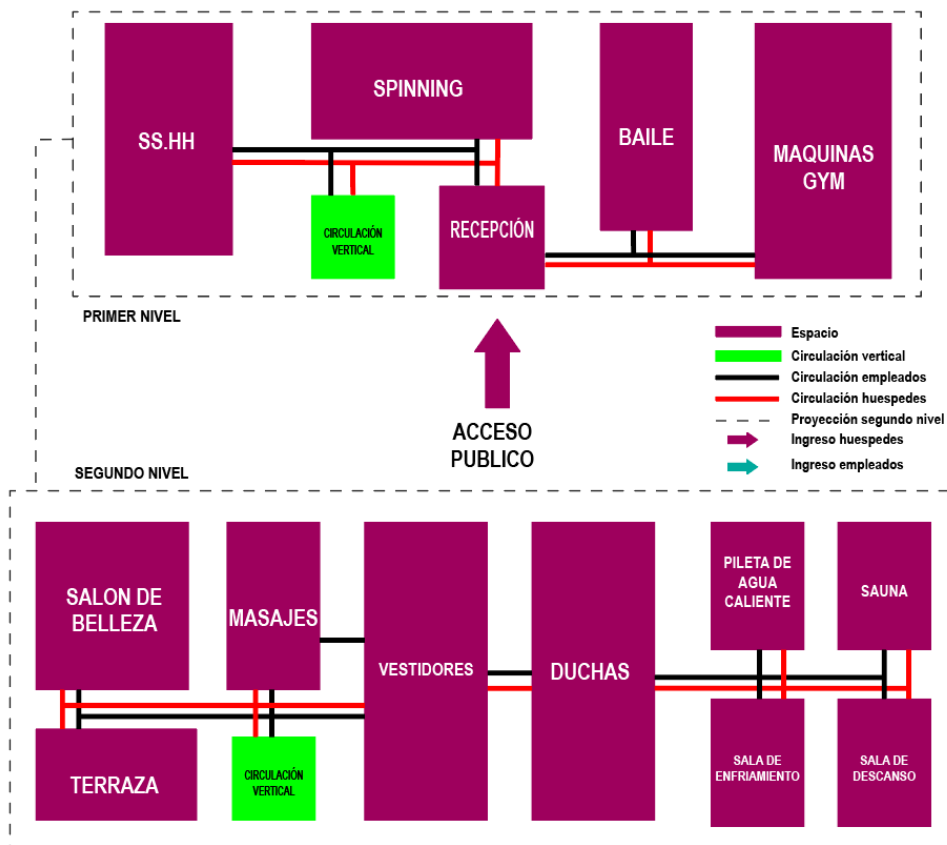 SS.HH
SPINNING
BAILE
MAQUINAS
GYM
CIRCULACIÓN
VERTICAL
RECEPCIÓN
PRIMER NIVEL
ACCESO
PUBLICO
Espacio
Circulación vertical
Circulación empleados
Circulación huespedes
Proyección segundo nivel
Ingreso huespedes
Ingreso empleados
SEGUNDO NIVEL
SALON DE
BELLEZA
MASAJES
VESTIDORES
DUCHAS
PILETA DE
AGUA
CALIENTE
SAUNA
TERRAZA
CIRCULACIÓN
VERTICAL
SALA DE
ENFRIAMIENTO
SALA DE
DESCANSO